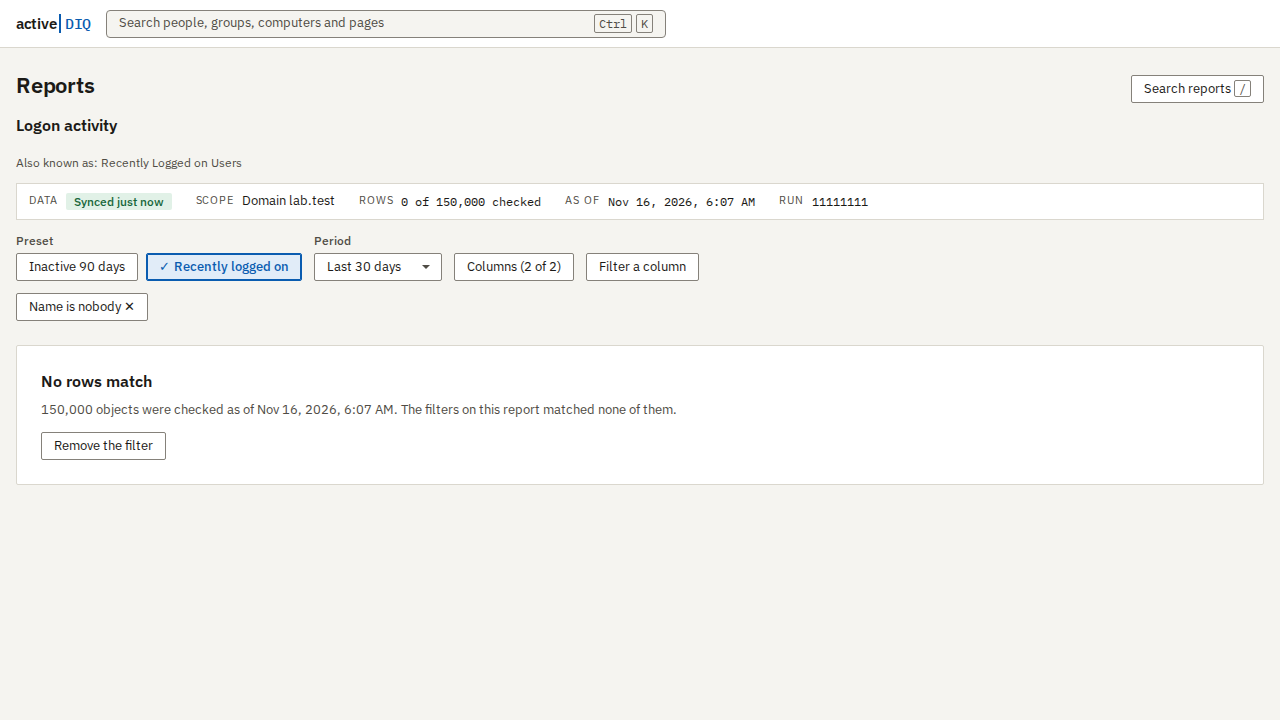 active DIQ Search people, groups, computers and pages Ctrl K
Reports
Search reports /
Logon activity
Also known as: Recently Logged on Users
DATA Synced just now SCOPE Domain lab.test ROWS 0 of 150,000 checked AS OF Nov 16, 2026, 6:07 AM RUN 11111111
Preset Period
Inactive 90 days ✓ Recently logged on Last 30 days Columns (2 of 2) Filter a column
Name is nobody ✕
No rows match
150,000 objects were checked as of Nov 16, 2026, 6:07 AM. The filters on this report matched none of them.
Remove the filter